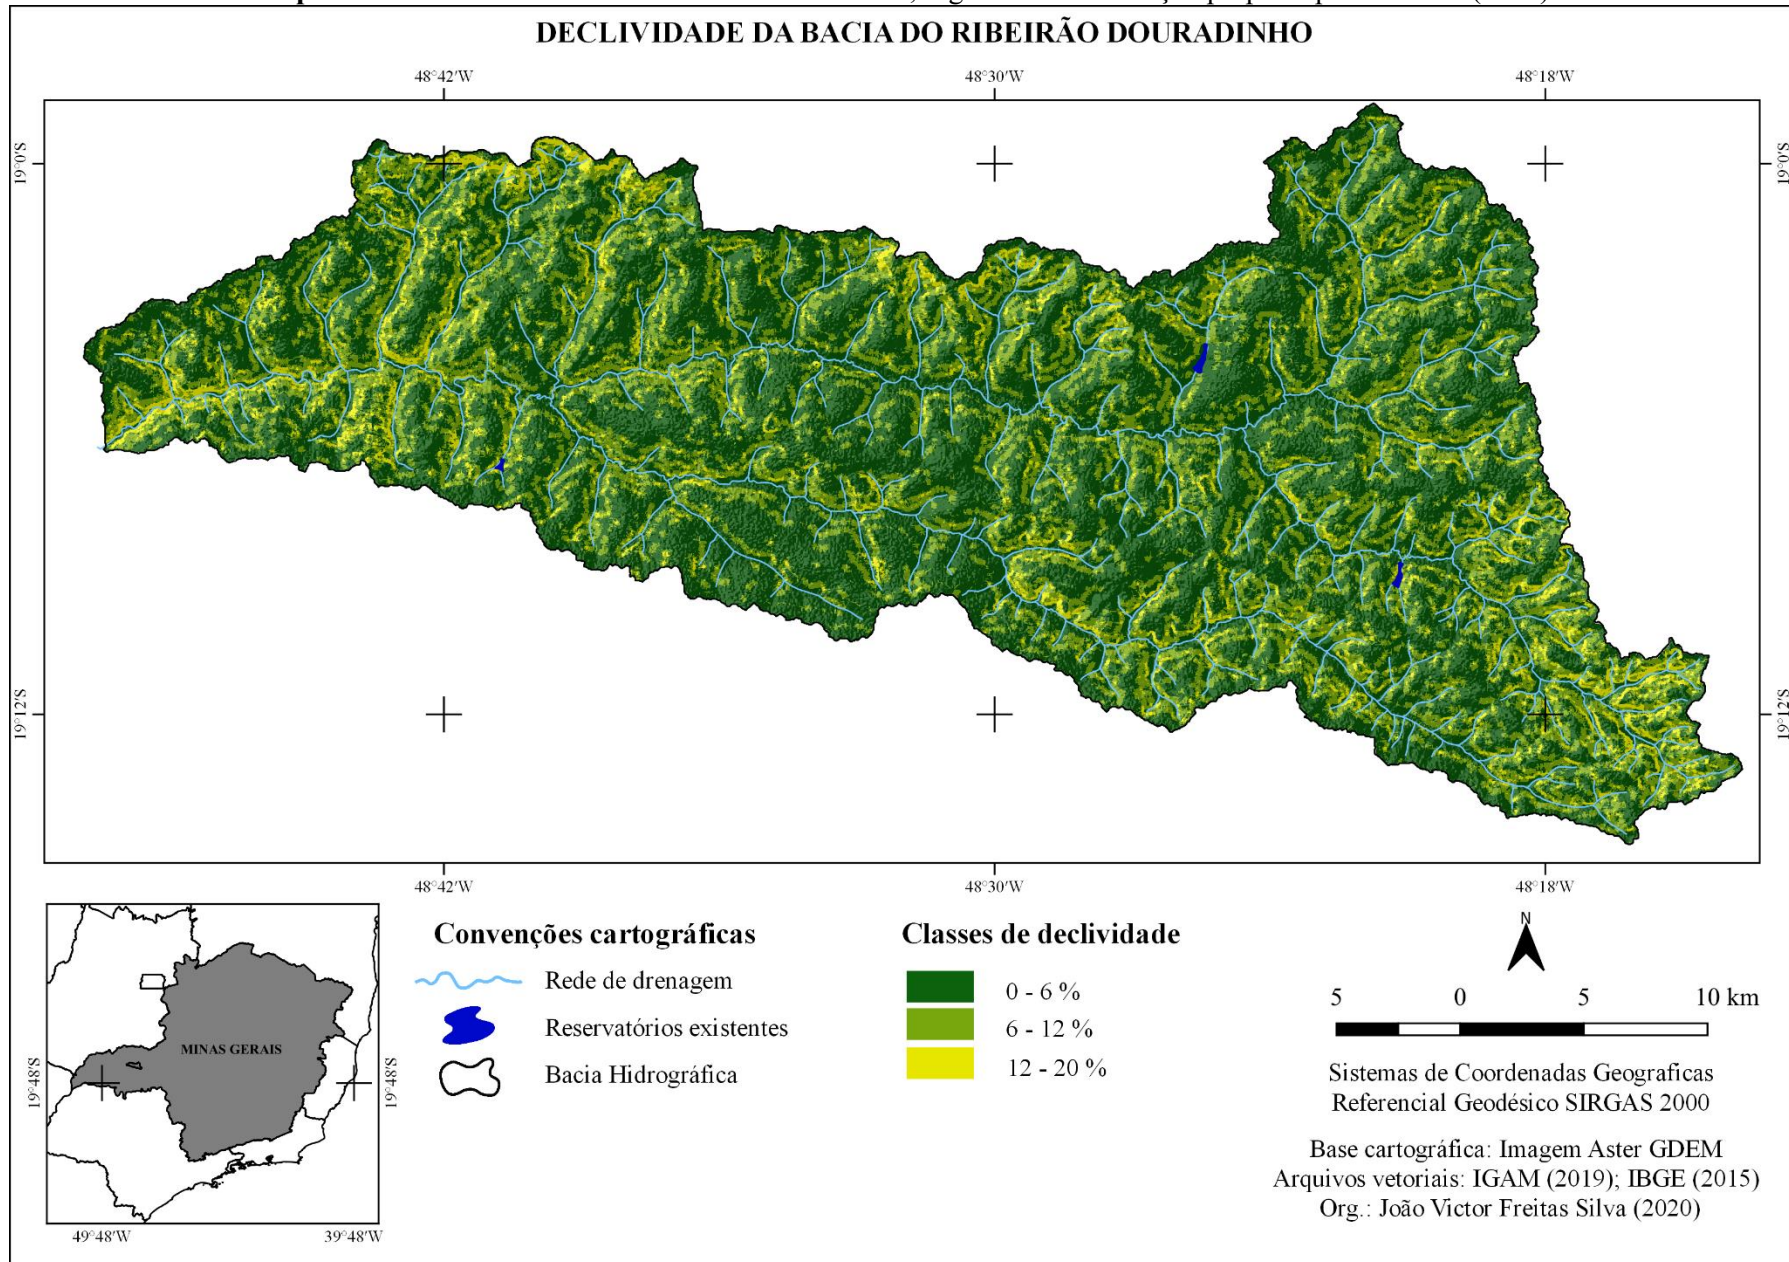 DECLIVIDADE DA BACIA DO RIBEIRÃO DOURADINHO
48°42'W 48°30'W 48°18'W
19°0'S 19°0'S
19°12'S 19°12'S
48°42'W 48°30'W 48°18'W
MINAS GERAIS
19°48'S 19°48'S
49°48'W 39°48'W
Convenções cartográficas
Rede de drenagem
Reservatórios existentes
Bacia Hidrográfica
Classes de declividade
0 - 6 %
6 - 12 %
12 - 20 %
N
5 0 5 10 km
Sistemas de Coordenadas Geograficas
Referencial Geodésico SIRGAS 2000
Base cartográfica: Imagem Aster GDEM
Arquivos vetoriais: IGAM (2019); IBGE (2015)
Org.: João Victor Freitas Silva (2020)